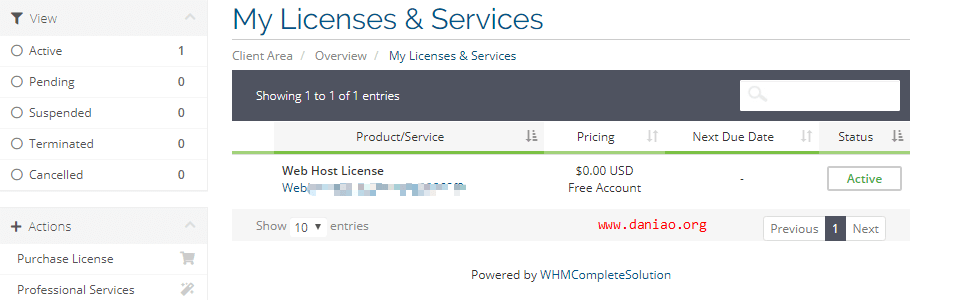 View
Active 1
Pending 0
Suspended 0
Terminated 0
Cancelled 0
Actions
Purchase License
Professional Services
My Licenses & Services
Client Area / Overview / My Licenses & Services
Showing 1 to 1 of 1 entries
Product/Service Pricing Next Due Date Status
Web Host License $0.00 USD - Active
Web Free Account
Show 10 entries www.daniao.org Previous 1 Next
Powered by WHMCompleteSolution